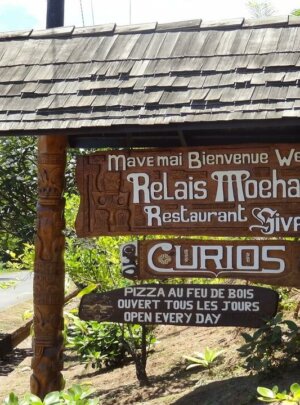 Mave mai Bienvenue We
Relais Moeha
Restaurant Giva
CURIOS
PIZZA AU FEU DE BOIS
OUVERT TOUS LES JOURS
OPEN EVERY DAY